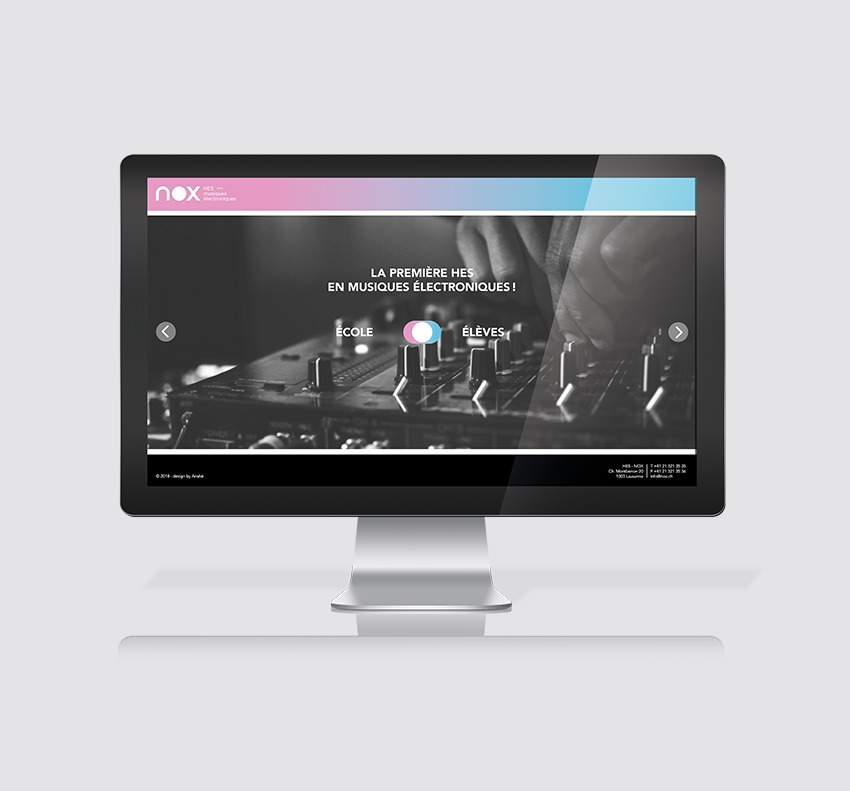 nox
HES —
musiques
électroniques
LA PREMIÈRE HES
EN MUSIQUES ÉLECTRONIQUES !
ÉCOLE
ÉLÈVES
© 2018 - design by Anahé
HES - NOX
Ch. Montbenon 20
1003 Lausanne
T +41 21 321 35 35
F +41 21 321 35 36
info@nox.ch